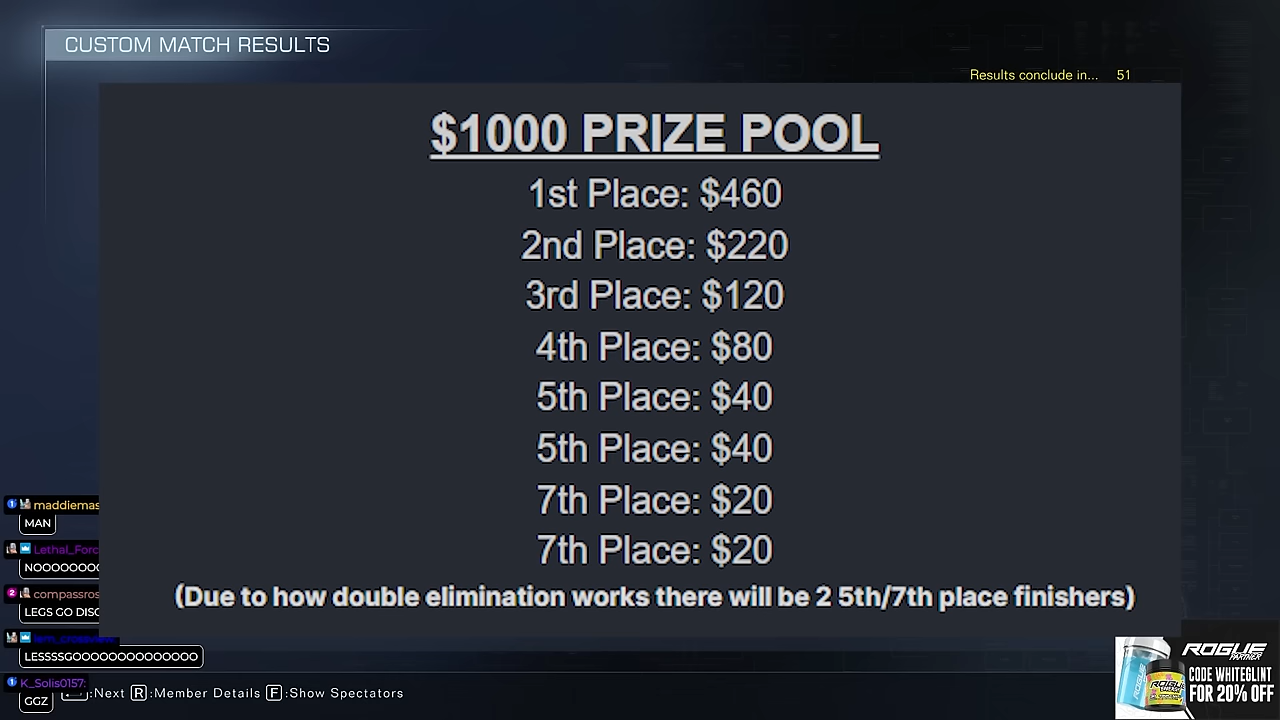 CUSTOM MATCH RESULTS
Results conclude in... 51
$1000 PRIZE POOL
1st Place: $460
2nd Place: $220
3rd Place: $120
4th Place: $80
5th Place: $40
5th Place: $40
7th Place: $20
7th Place: $20
(Due to how double elimination works there will be 2 5th/7th place finishers)
maddiemas
MAN
Lethal_Forc
NOOOOOOOO
compassros
LEGS GO DISC
LESSSSGOOOOOOOOOOOOOO
K_Solis0157:
GGZ
:Next R:Member Details F:Show Spectators
ROGUE
PARTNER
CODE WHITEGLINT
FOR 20% OFF